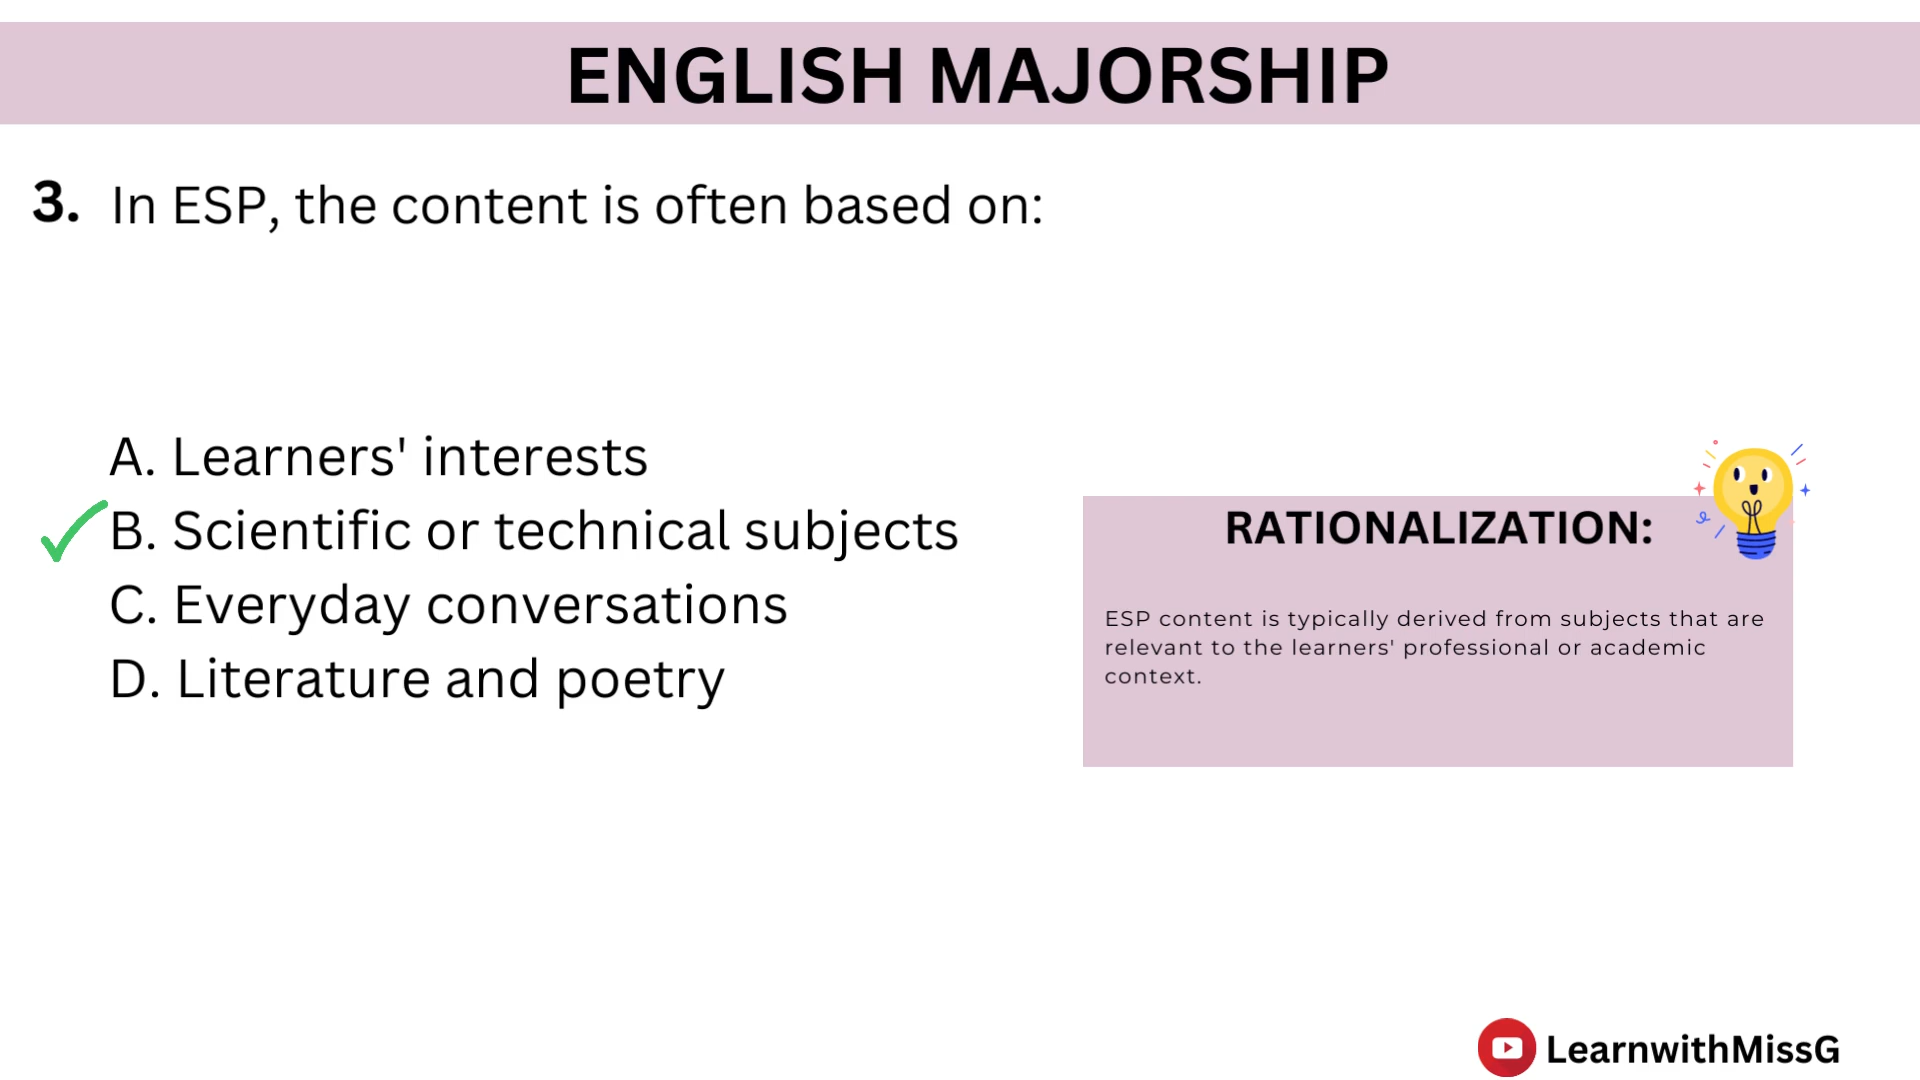 ENGLISH MAJORSHIP
3. In ESP, the content is often based on:
A. Learners' interests
B. Scientific or technical subjects
C. Everyday conversations
D. Literature and poetry
RATIONALIZATION:
ESP content is typically derived from subjects that are
relevant to the learners' professional or academic
context.
LearnwithMissG